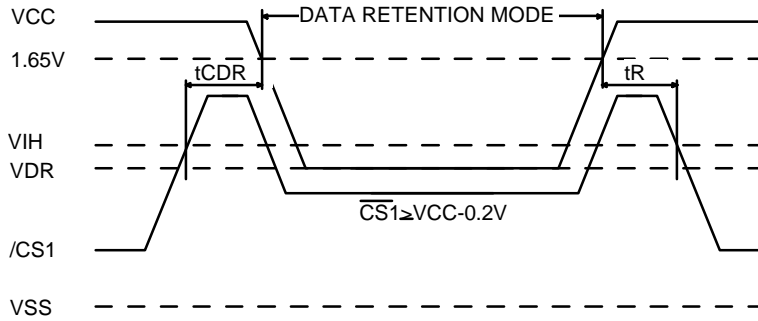 VCC
DATA RETENTION MODE
1.65V
tCDR
tR
VIH
VDR
CS1≥VCC-0.2V
/CS1
VSS